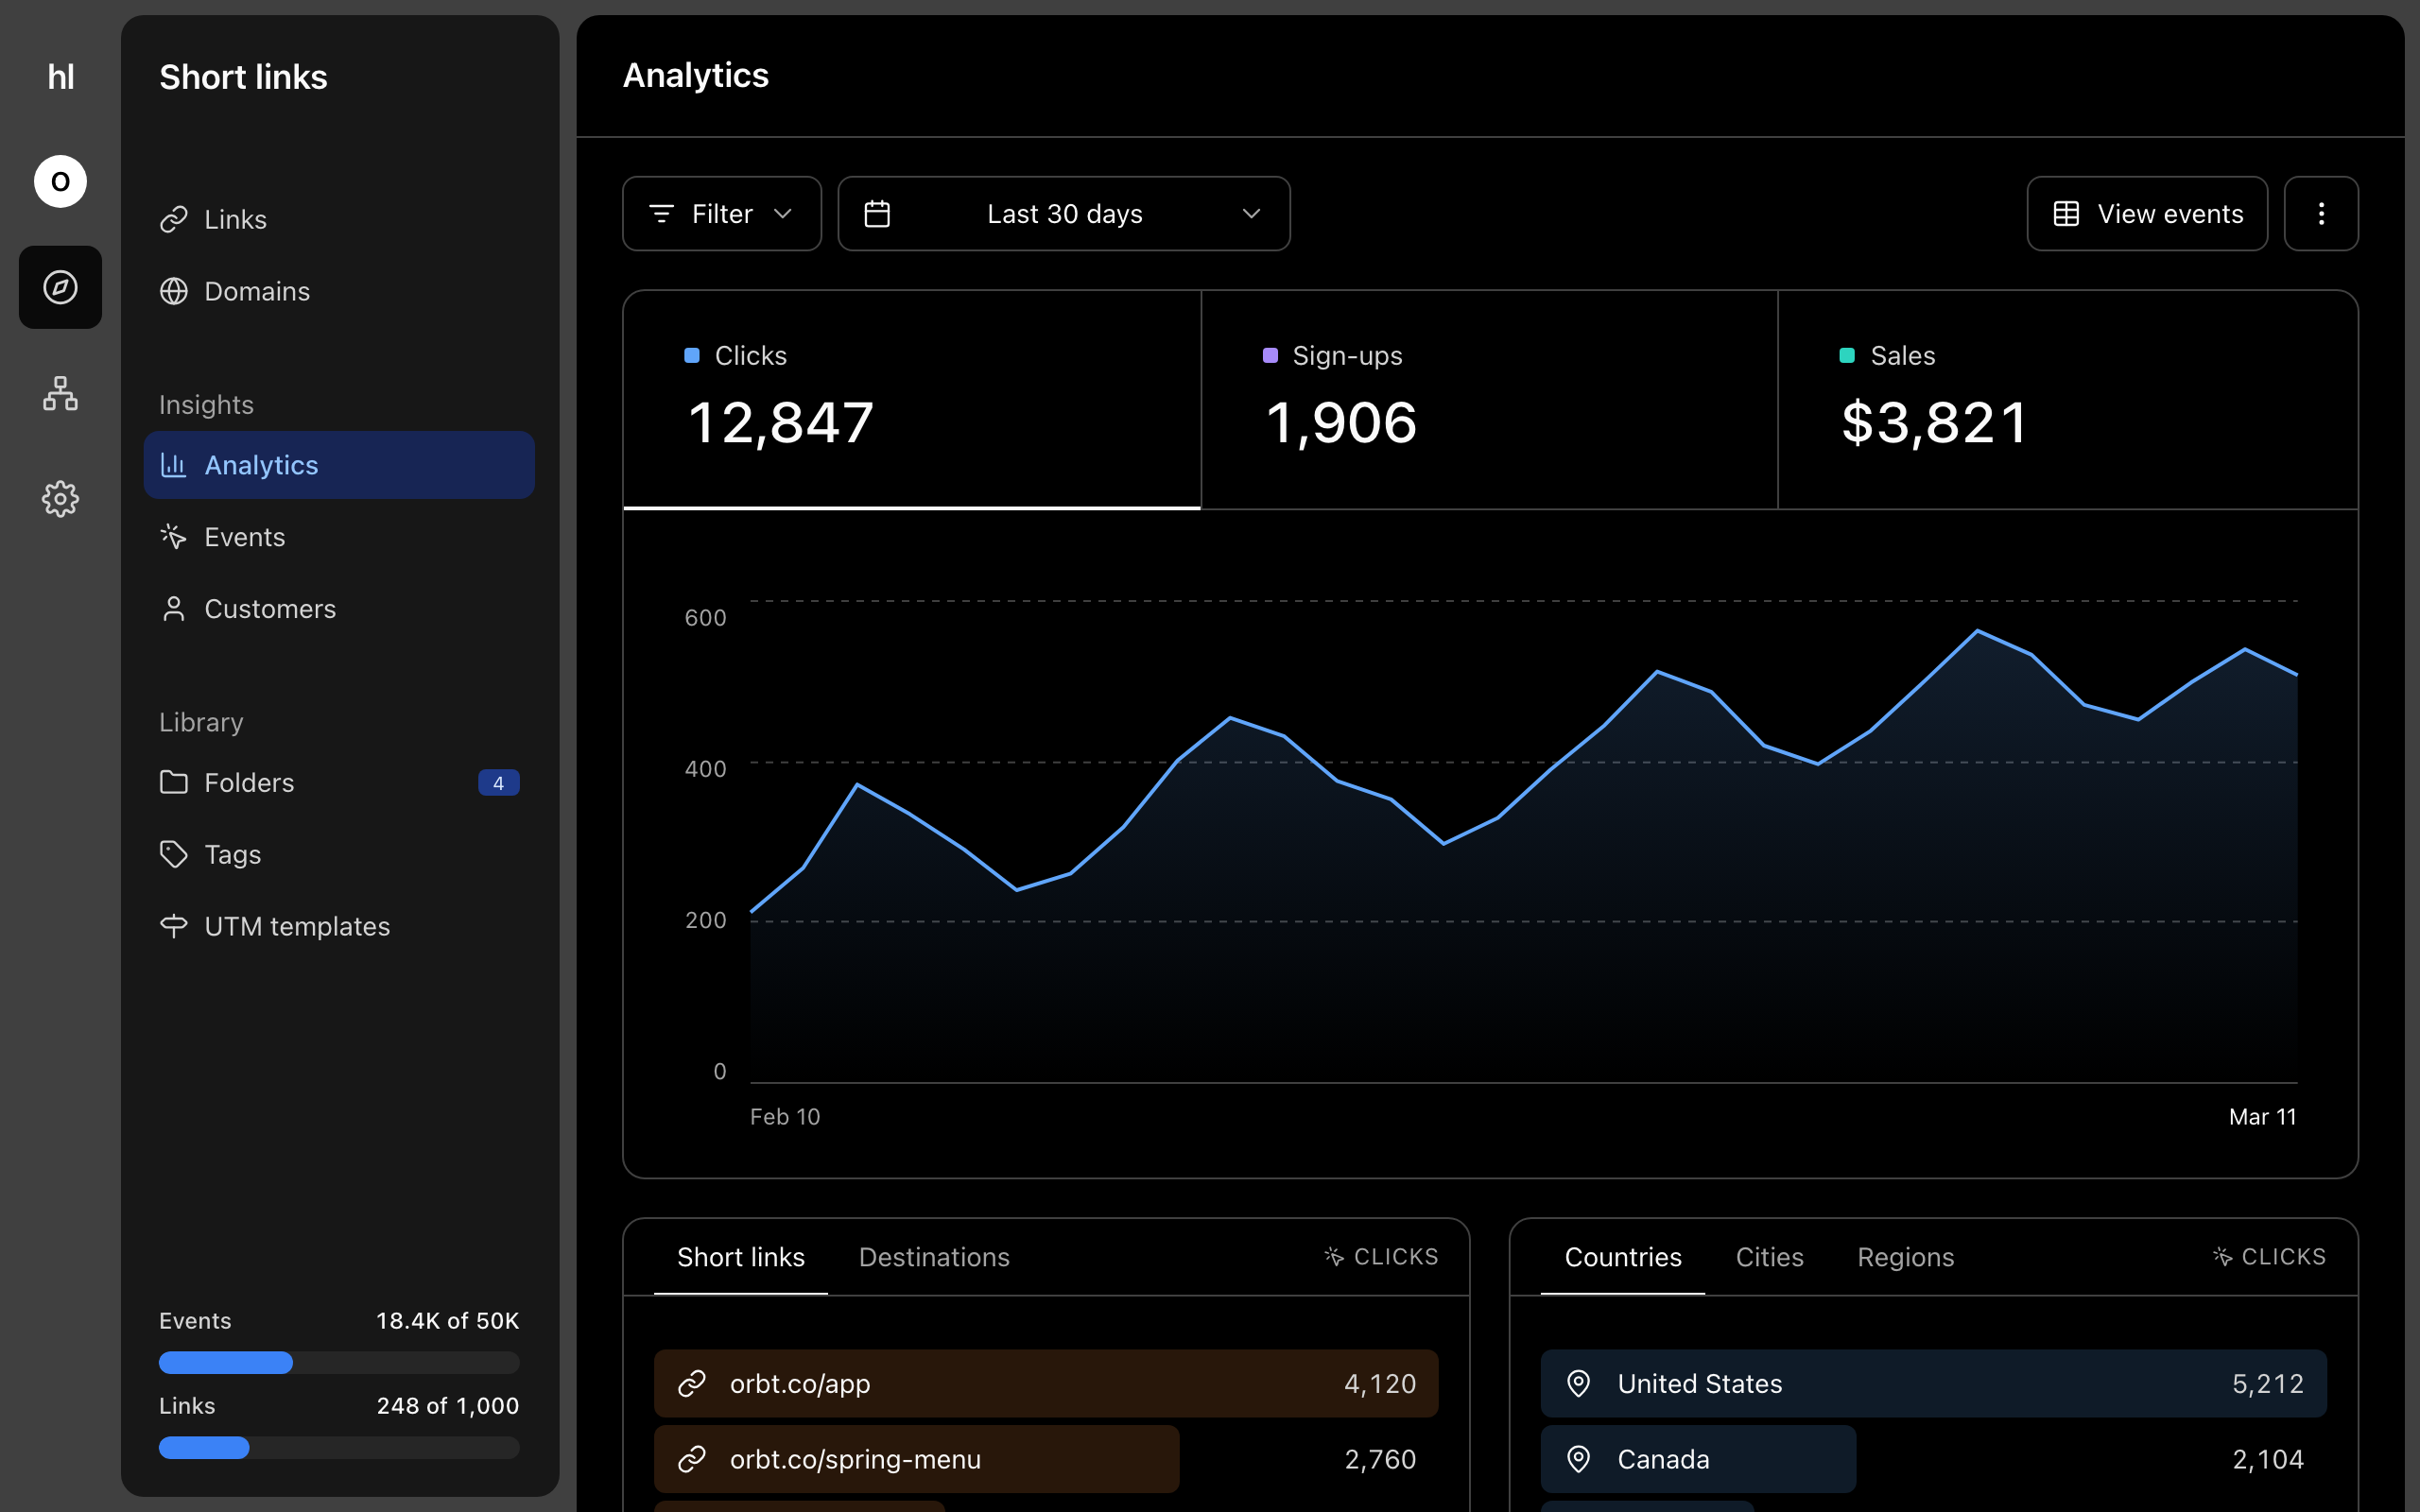 hl
O
Short links
Links
Domains
Insights
Analytics
Events
Customers
Library
Folders 4
Tags
UTM templates
Events 18.4K of 50K
Links 248 of 1,000
Analytics
Filter
Last 30 days
View events
Clicks
12,847
Sign-ups
1,906
Sales
$3,821
600
400
200
0
Feb 10
Mar 11
Short links Destinations CLICKS
orbt.co/app 4,120
orbt.co/spring-menu 2,760
Countries Cities Regions CLICKS
United States 5,212
Canada 2,104